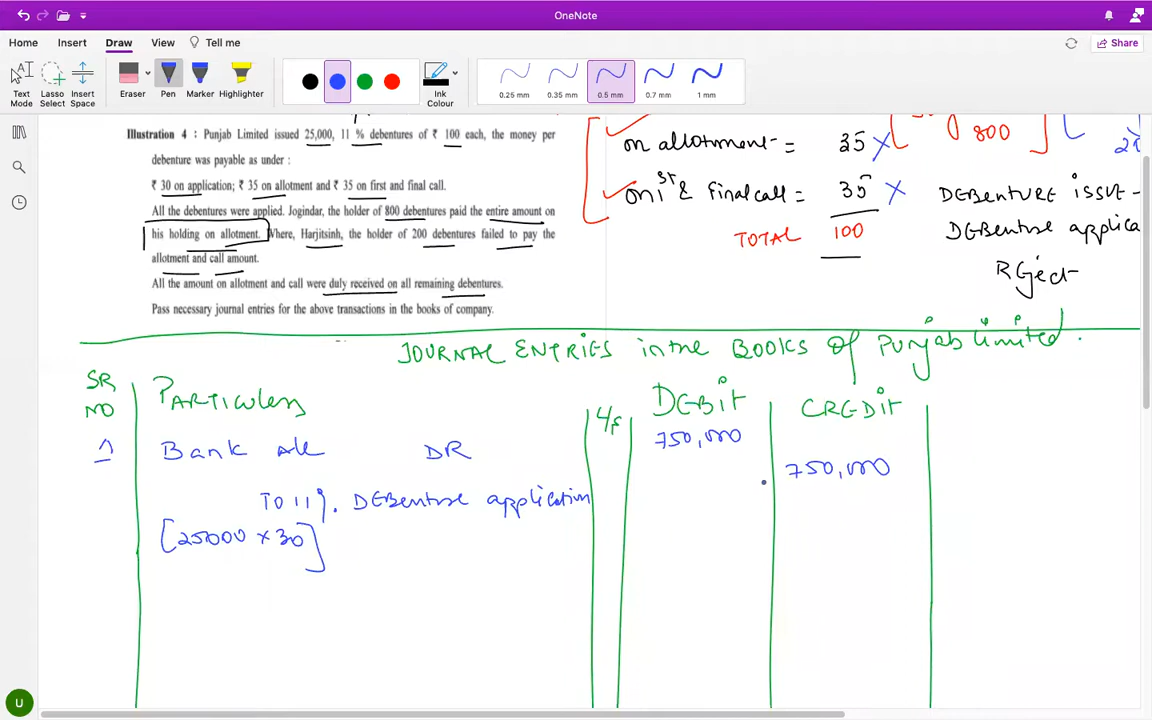 OneNote
Home Insert Draw View Tell me
Share
Text Mode
Lasso Select
Insert Space
Eraser
Pen
Marker
Highlighter
Ink Colour
0.25 mm 0.35 mm 0.5 mm 0.7 mm 1 mm
Illustration 4 : Punjab Limited issued 25,000, 11 % debentures of ₹ 100 each, the money per
debenture was payable as under :
₹ 30 on application; ₹ 35 on allotment and ₹ 35 on first and final call.
All the debentures were applied. Jogindar, the holder of 800 debentures paid the entire amount on
his holding on allotment. Where, Harjitsinh, the holder of 200 debentures failed to pay the
allotment and call amount.
All the amount on allotment and call were duly received on all remaining debentures.
Pass necessary journal entries for the above transactions in the books of company.
on allotment = 35 X
800
on 1st & final call = 35 X
TOTAL 100
DEBENTURE issue -
DEBenture applica
REject
JOURNAL ENTRIES in the BOOKS of Punjab limited.
SR NO
PARTICULERS
L/F
DEBIT
CREDIT
1
Bank A/c DR
750,000
To 11%. DEBenture application
750,000
[25000 × 30]
U